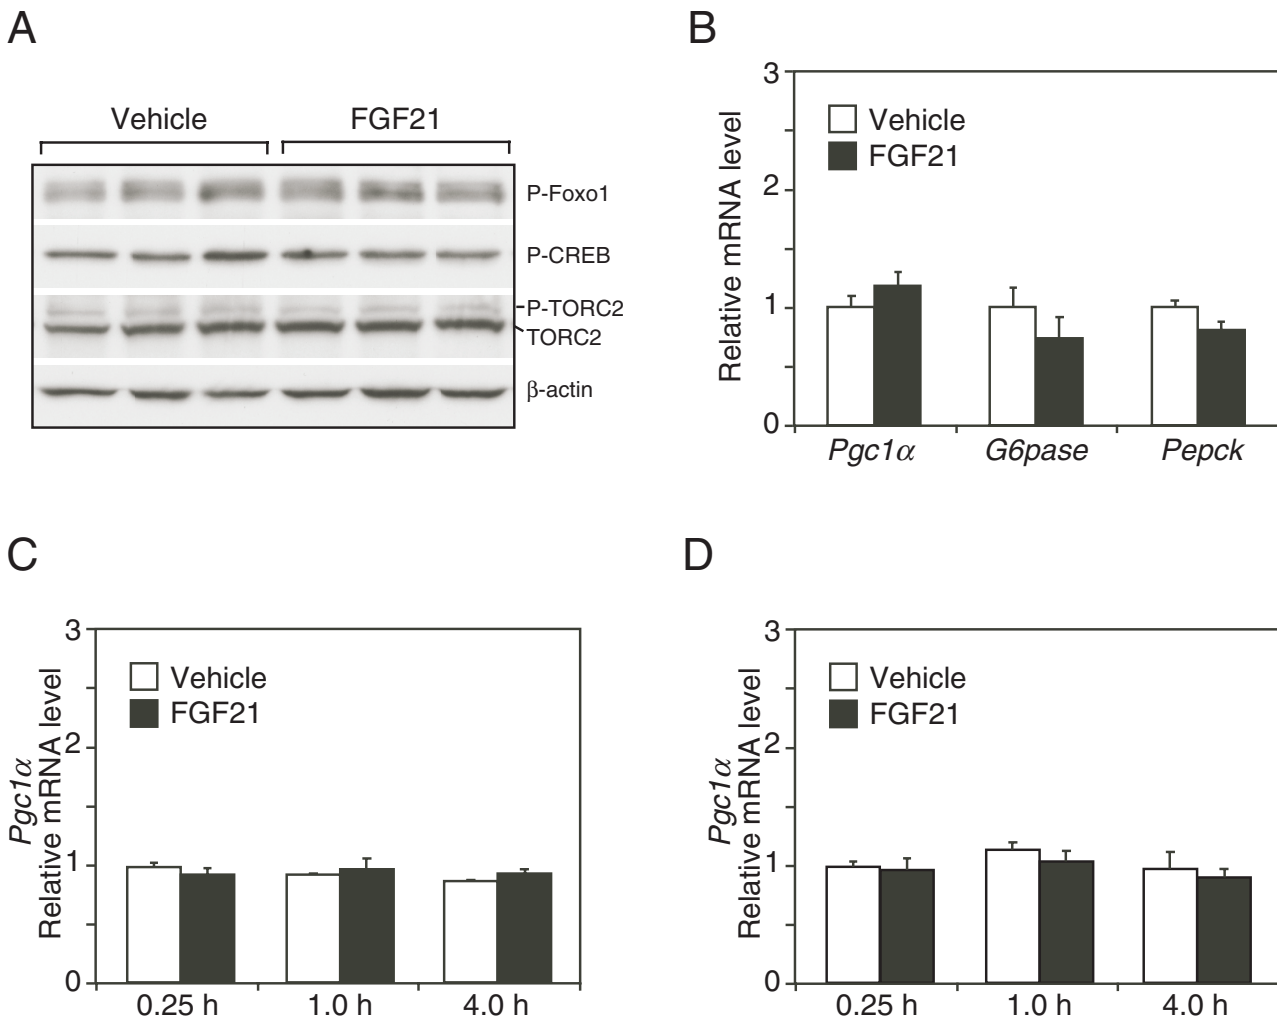 A
Vehicle FGF21
P-Foxo1
P-CREB
P-TORC2
TORC2
β-actin
B
3
2
1
0
Relative mRNA level
Vehicle
FGF21
Pgc1α G6pase Pepck
C
3
2
1
0
Pgc1α
Relative mRNA level
Vehicle
FGF21
0.25 h 1.0 h 4.0 h
D
3
2
1
0
Pgc1α
Relative mRNA level
Vehicle
FGF21
0.25 h 1.0 h 4.0 h